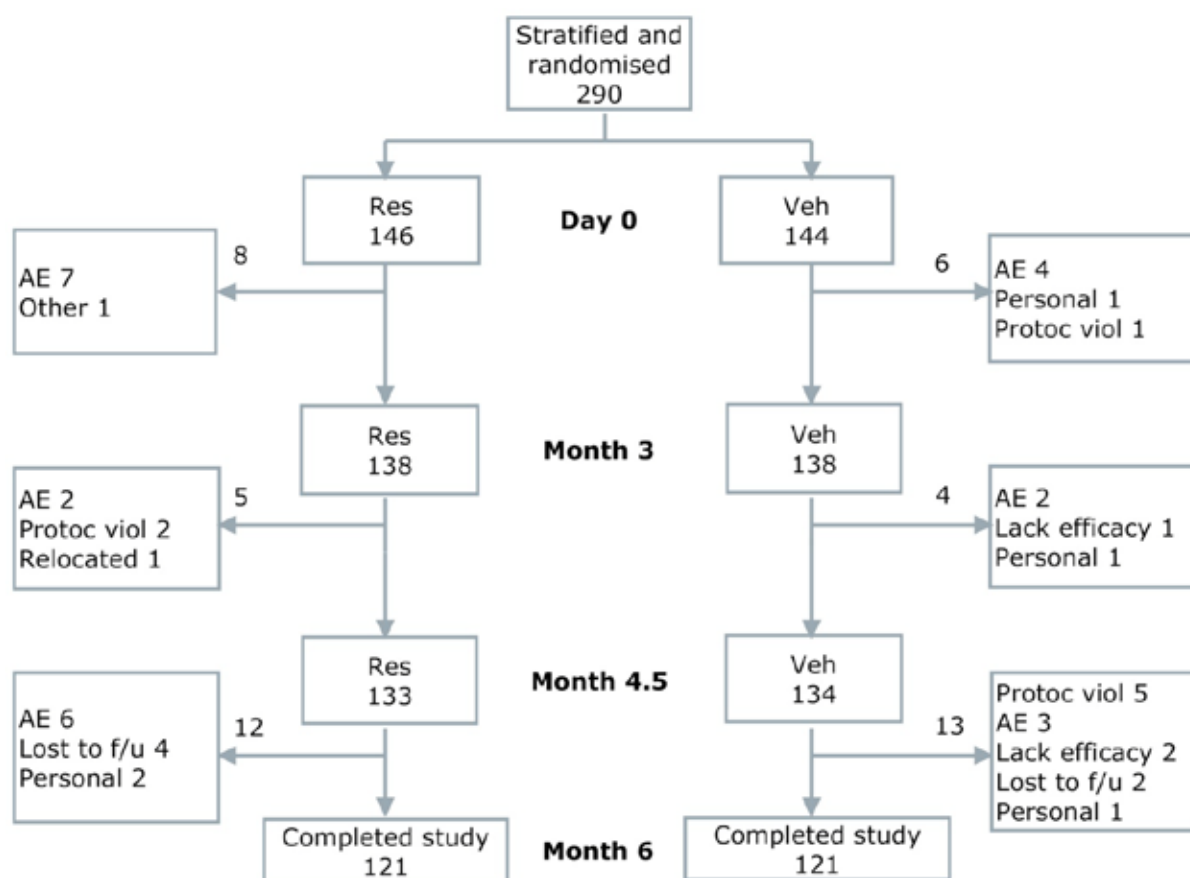 Stratified and
randomised
290
Res
146
Day 0
Veh
144
8
AE 7
Other 1
6
AE 4
Personal 1
Protoc viol 1
Res
138
Month 3
Veh
138
5
AE 2
Protoc viol 2
Relocated 1
4
AE 2
Lack efficacy 1
Personal 1
Res
133
Month 4.5
Veh
134
12
AE 6
Lost to f/u 4
Personal 2
13
Protoc viol 5
AE 3
Lack efficacy 2
Lost to f/u 2
Personal 1
Completed study
121
Month 6
Completed study
121